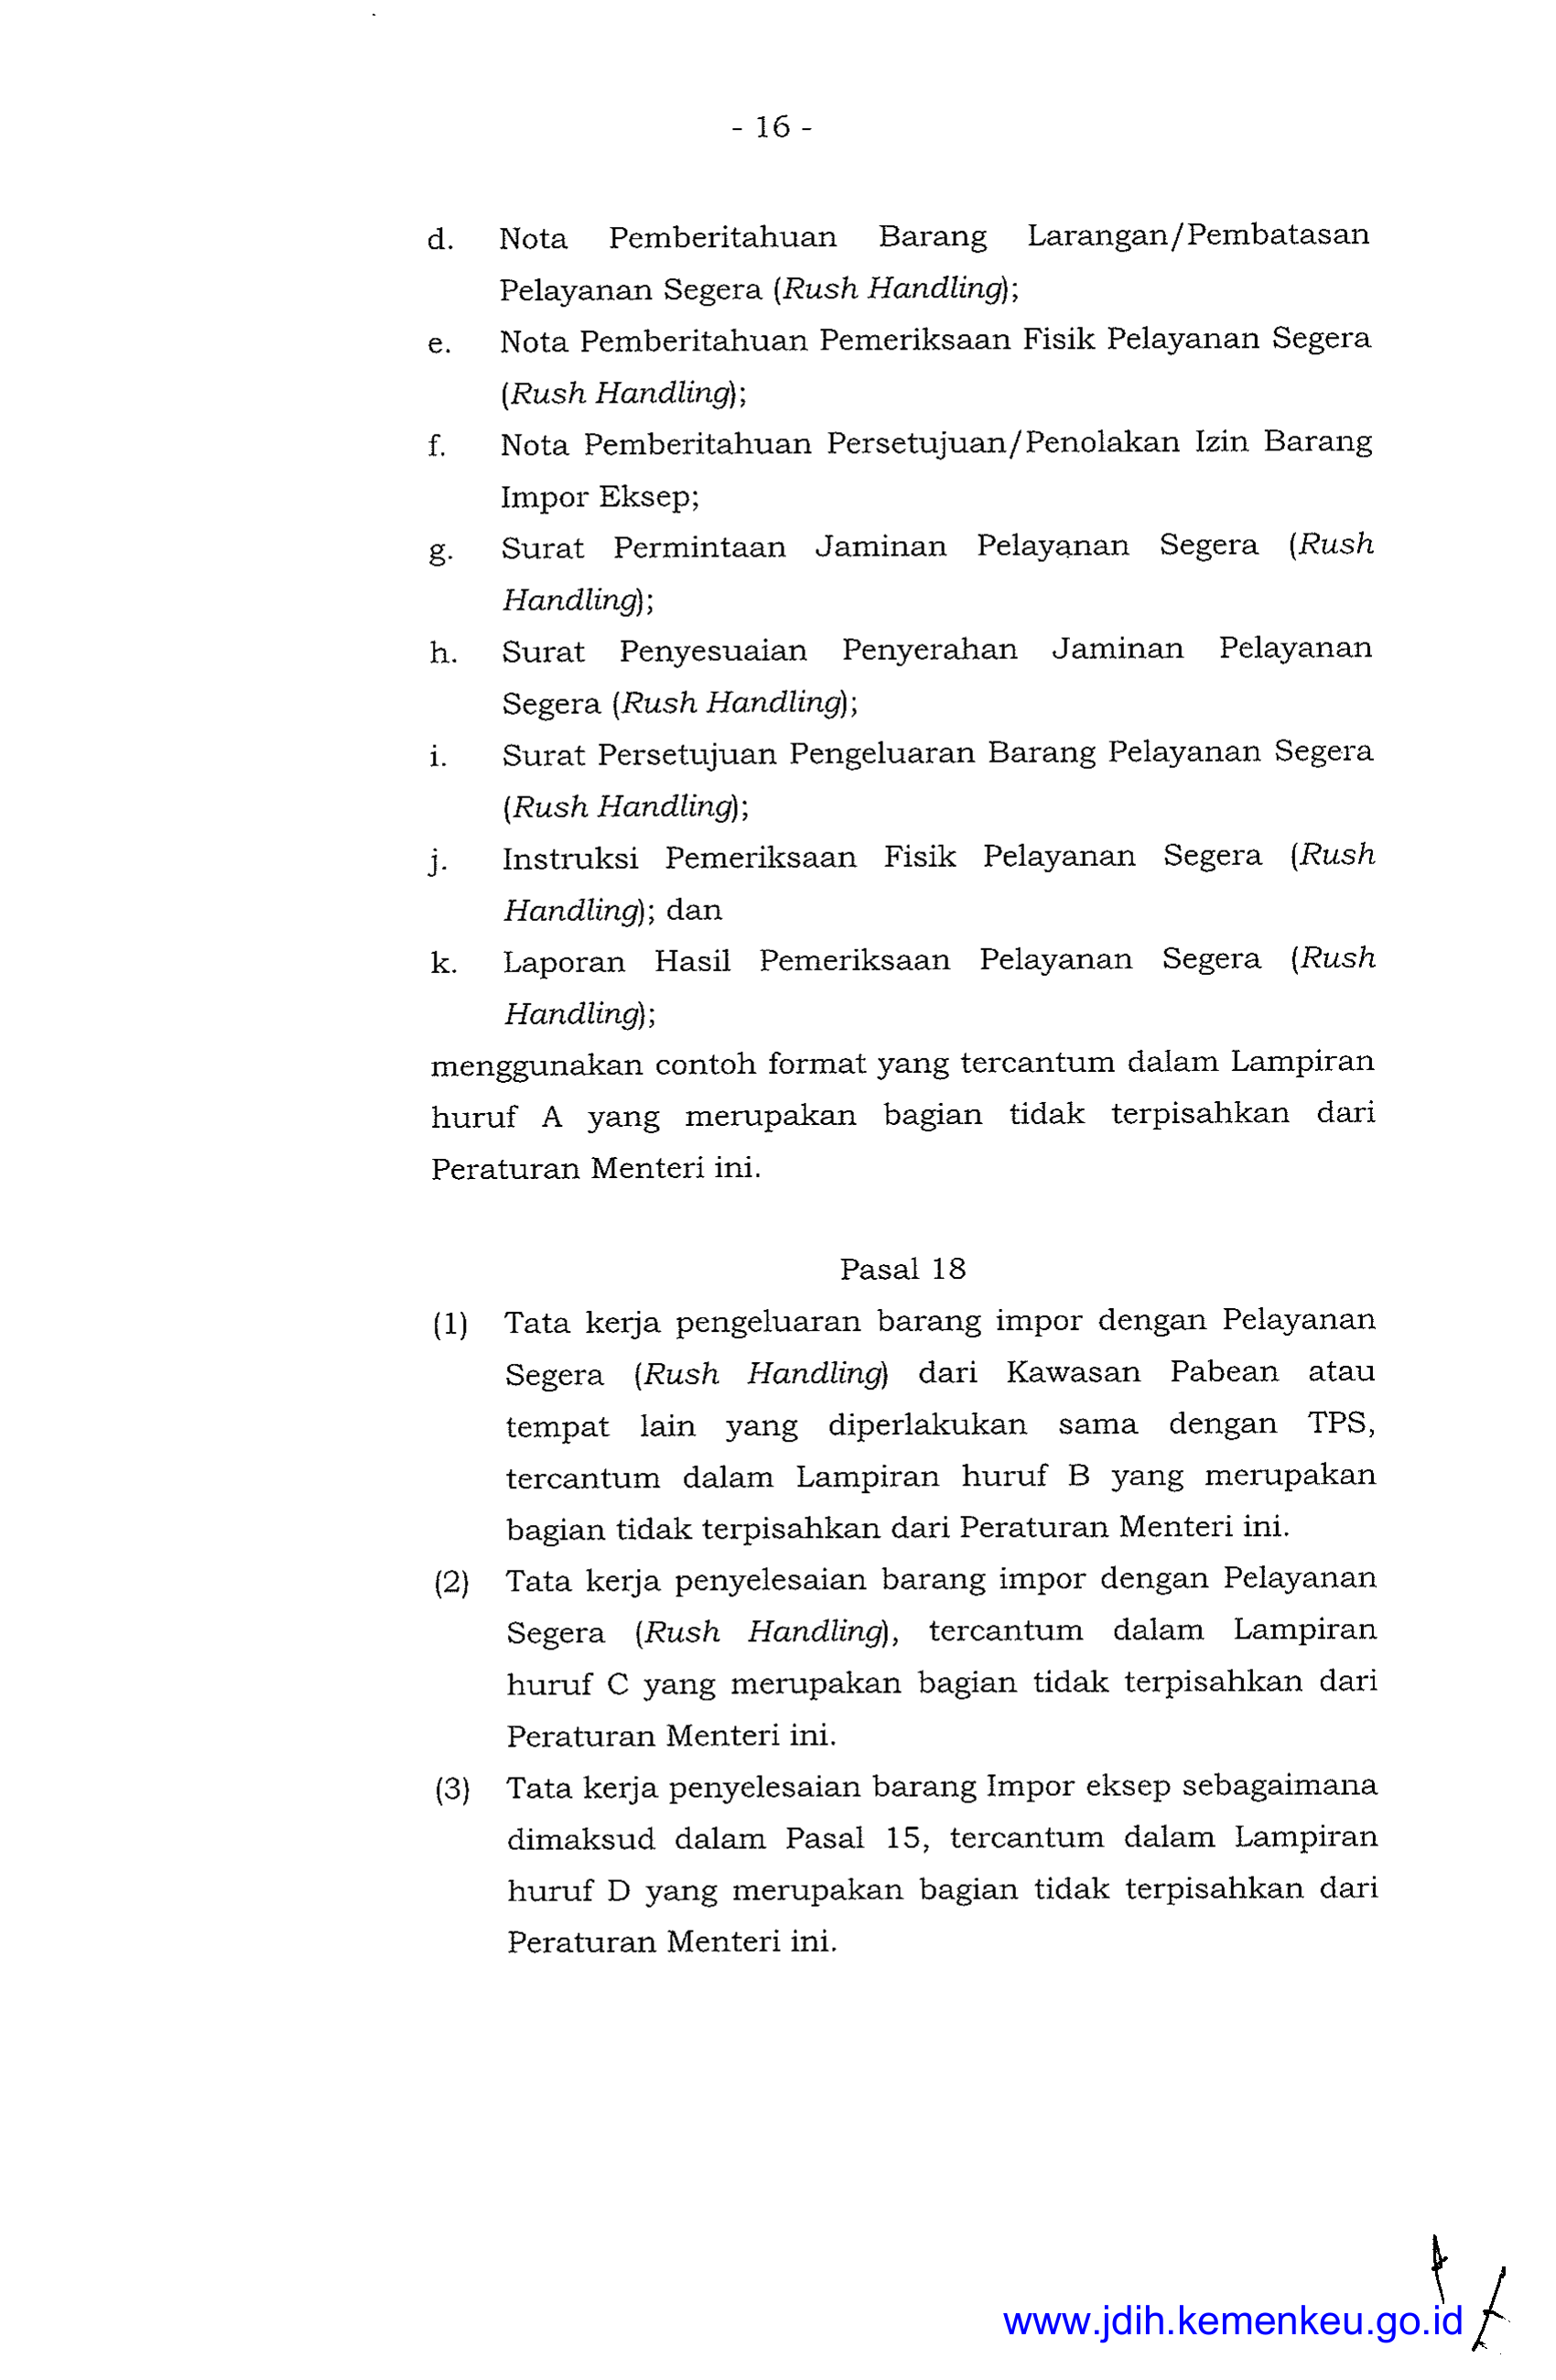 - 16 -
d. Nota Pemberitahuan Barang Larangan/Pembatasan
Pelayanan Segera (Rush Handling);
e. Nota Pemberitahuan Pemeriksaan Fisik Pelayanan Segera
(Rush Handling);
f. Nota Pemberitahuan Persetujuan/Penolakan Izin Barang
Impor Eksep;
g. Surat Permintaan Jaminan Pelayanan Segera (Rush
Handling);
h. Surat Penyesuaian Penyerahan Jaminan Pelayanan
Segera (Rush Handling);
i. Surat Persetujuan Pengeluaran Barang Pelayanan Segera
(Rush Handling);
j. Instruksi Pemeriksaan Fisik Pelayanan Segera (Rush
Handling); dan
k. Laporan Hasil Pemeriksaan Pelayanan Segera (Rush
Handling);
menggunakan contoh format yang tercantum dalam Lampiran
huruf A yang merupakan bagian tidak terpisahkan dari
Peraturan Menteri ini.
Pasal 18
(1) Tata kerja pengeluaran barang impor dengan Pelayanan
Segera (Rush Handling) dari Kawasan Pabean atau
tempat lain yang diperlakukan sama dengan TPS,
tercantum dalam Lampiran huruf B yang merupakan
bagian tidak terpisahkan dari Peraturan Menteri ini.
(2) Tata kerja penyelesaian barang impor dengan Pelayanan
Segera (Rush Handling), tercantum dalam Lampiran
huruf C yang merupakan bagian tidak terpisahkan dari
Peraturan Menteri ini.
(3) Tata kerja penyelesaian barang Impor eksep sebagaimana
dimaksud dalam Pasal 15, tercantum dalam Lampiran
huruf D yang merupakan bagian tidak terpisahkan dari
Peraturan Menteri ini.
www.jdih.kemenkeu.go.id